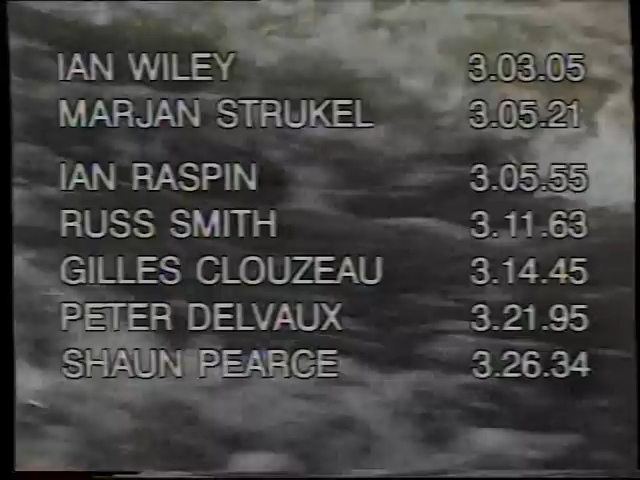 IAN WILEY 3.03.05
MARJAN STRUKEL 3.05.21
IAN RASPIN 3.05.55
RUSS SMITH 3.11.63
GILLES CLOUZEAU 3.14.45
PETER DELVAUX 3.21.95
SHAUN PEARCE 3.26.34